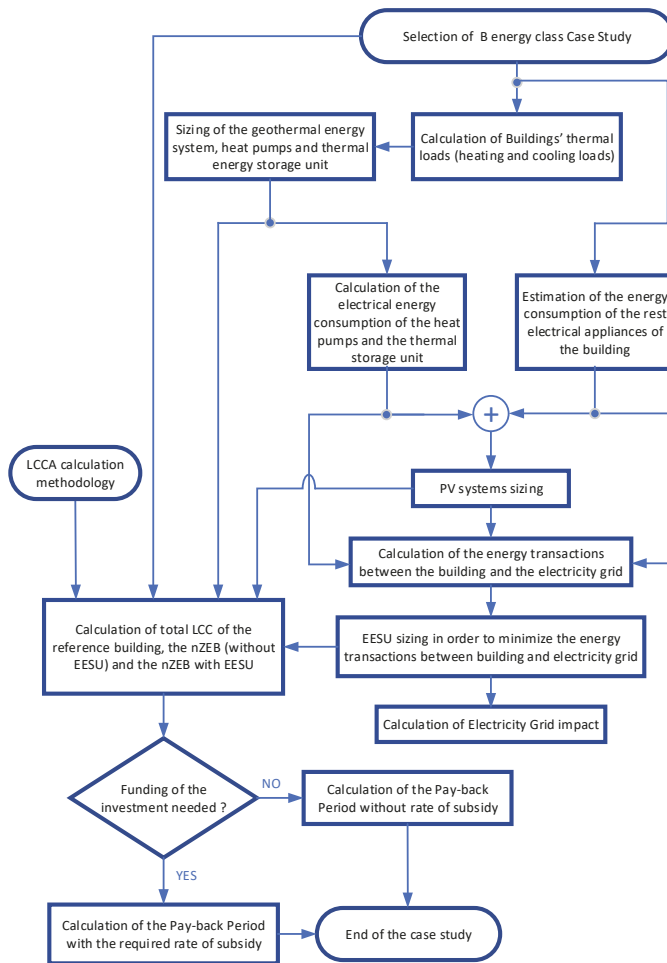 Selection of B energy class Case Study
Sizing of the geothermal energy
system, heat pumps and thermal
energy storage unit
Calculation of Buildings' thermal
loads (heating and cooling loads)
Calculation of the
electrical energy
consumption of the heat
pumps and the thermal
storage unit
Estimation of the energy
consumption of the rest
electrical appliances of
the building
+
LCCA calculation
methodology
PV systems sizing
Calculation of the energy transactions
between the building and the electricity grid
Calculation of total LCC of the
reference building, the nZEB (without
EESU) and the nZEB with EESU
EESU sizing in order to minimize the energy
transactions between building and electricity grid
Calculation of Electricity Grid impact
Funding of the
investment needed ?
NO
Calculation of the Pay-back
Period without rate of subsidy
YES
Calculation of the Pay-back Period
with the required rate of subsidy
End of the case study